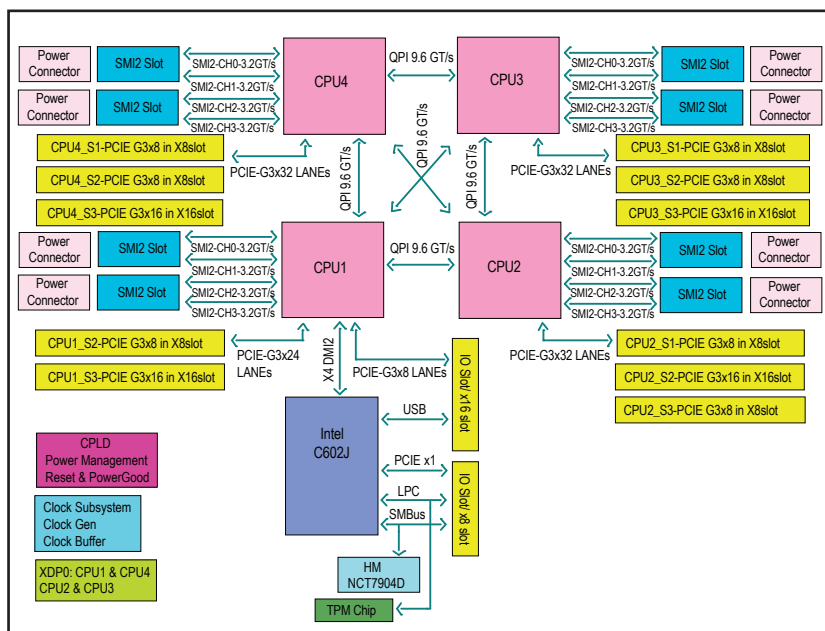 Power
Connector
SMI2 Slot
SMI2-CH0-3.2GT/s
SMI2-CH1-3.2GT/s
Power
Connector
SMI2 Slot
SMI2-CH2-3.2GT/s
SMI2-CH3-3.2GT/s
CPU4
QPI 9.6 GT/s
CPU3
SMI2-CH0-3.2GT/s
SMI2-CH1-3.2GT/s
SMI2 Slot
Power
Connector
SMI2-CH2-3.2GT/s
SMI2-CH3-3.2GT/s
SMI2 Slot
Power
Connector
CPU4_S1-PCIE G3x8 in X8slot
CPU4_S2-PCIE G3x8 in X8slot
CPU4_S3-PCIE G3x16 in X16slot
PCIE-G3x32 LANEs
QPI 9.6 GT/s
QPI 9.6 GT/s
QPI 9.6 GT/s
PCIE-G3x32 LANEs
CPU3_S1-PCIE G3x8 in X8slot
CPU3_S2-PCIE G3x8 in X8slot
CPU3_S3-PCIE G3x16 in X16slot
Power
Connector
SMI2 Slot
SMI2-CH0-3.2GT/s
SMI2-CH1-3.2GT/s
Power
Connector
SMI2 Slot
SMI2-CH2-3.2GT/s
SMI2-CH3-3.2GT/s
CPU1
QPI 9.6 GT/s
CPU2
SMI2-CH0-3.2GT/s
SMI2-CH1-3.2GT/s
SMI2 Slot
Power
Connector
SMI2-CH2-3.2GT/s
SMI2-CH3-3.2GT/s
SMI2 Slot
Power
Connector
CPU1_S2-PCIE G3x8 in X8slot
CPU1_S3-PCIE G3x16 in X16slot
PCIE-G3x24
LANEs
X4 DMI2
PCIE-G3x8 LANEs
IO Slot/ x16
slot
PCIE-G3x32 LANEs
CPU2_S1-PCIE G3x8 in X8slot
CPU2_S2-PCIE G3x16 in X16slot
CPU2_S3-PCIE G3x8 in X8slot
Intel
C602J
USB
PCIE x1
LPC
SMBus
IO Slot/ x8
slot
CPLD
Power Management
Reset & PowerGood
Clock Subsystem
Clock Gen
Clock Buffer
XDP0: CPU1 & CPU4
CPU2 & CPU3
HM
NCT7904D
TPM Chip